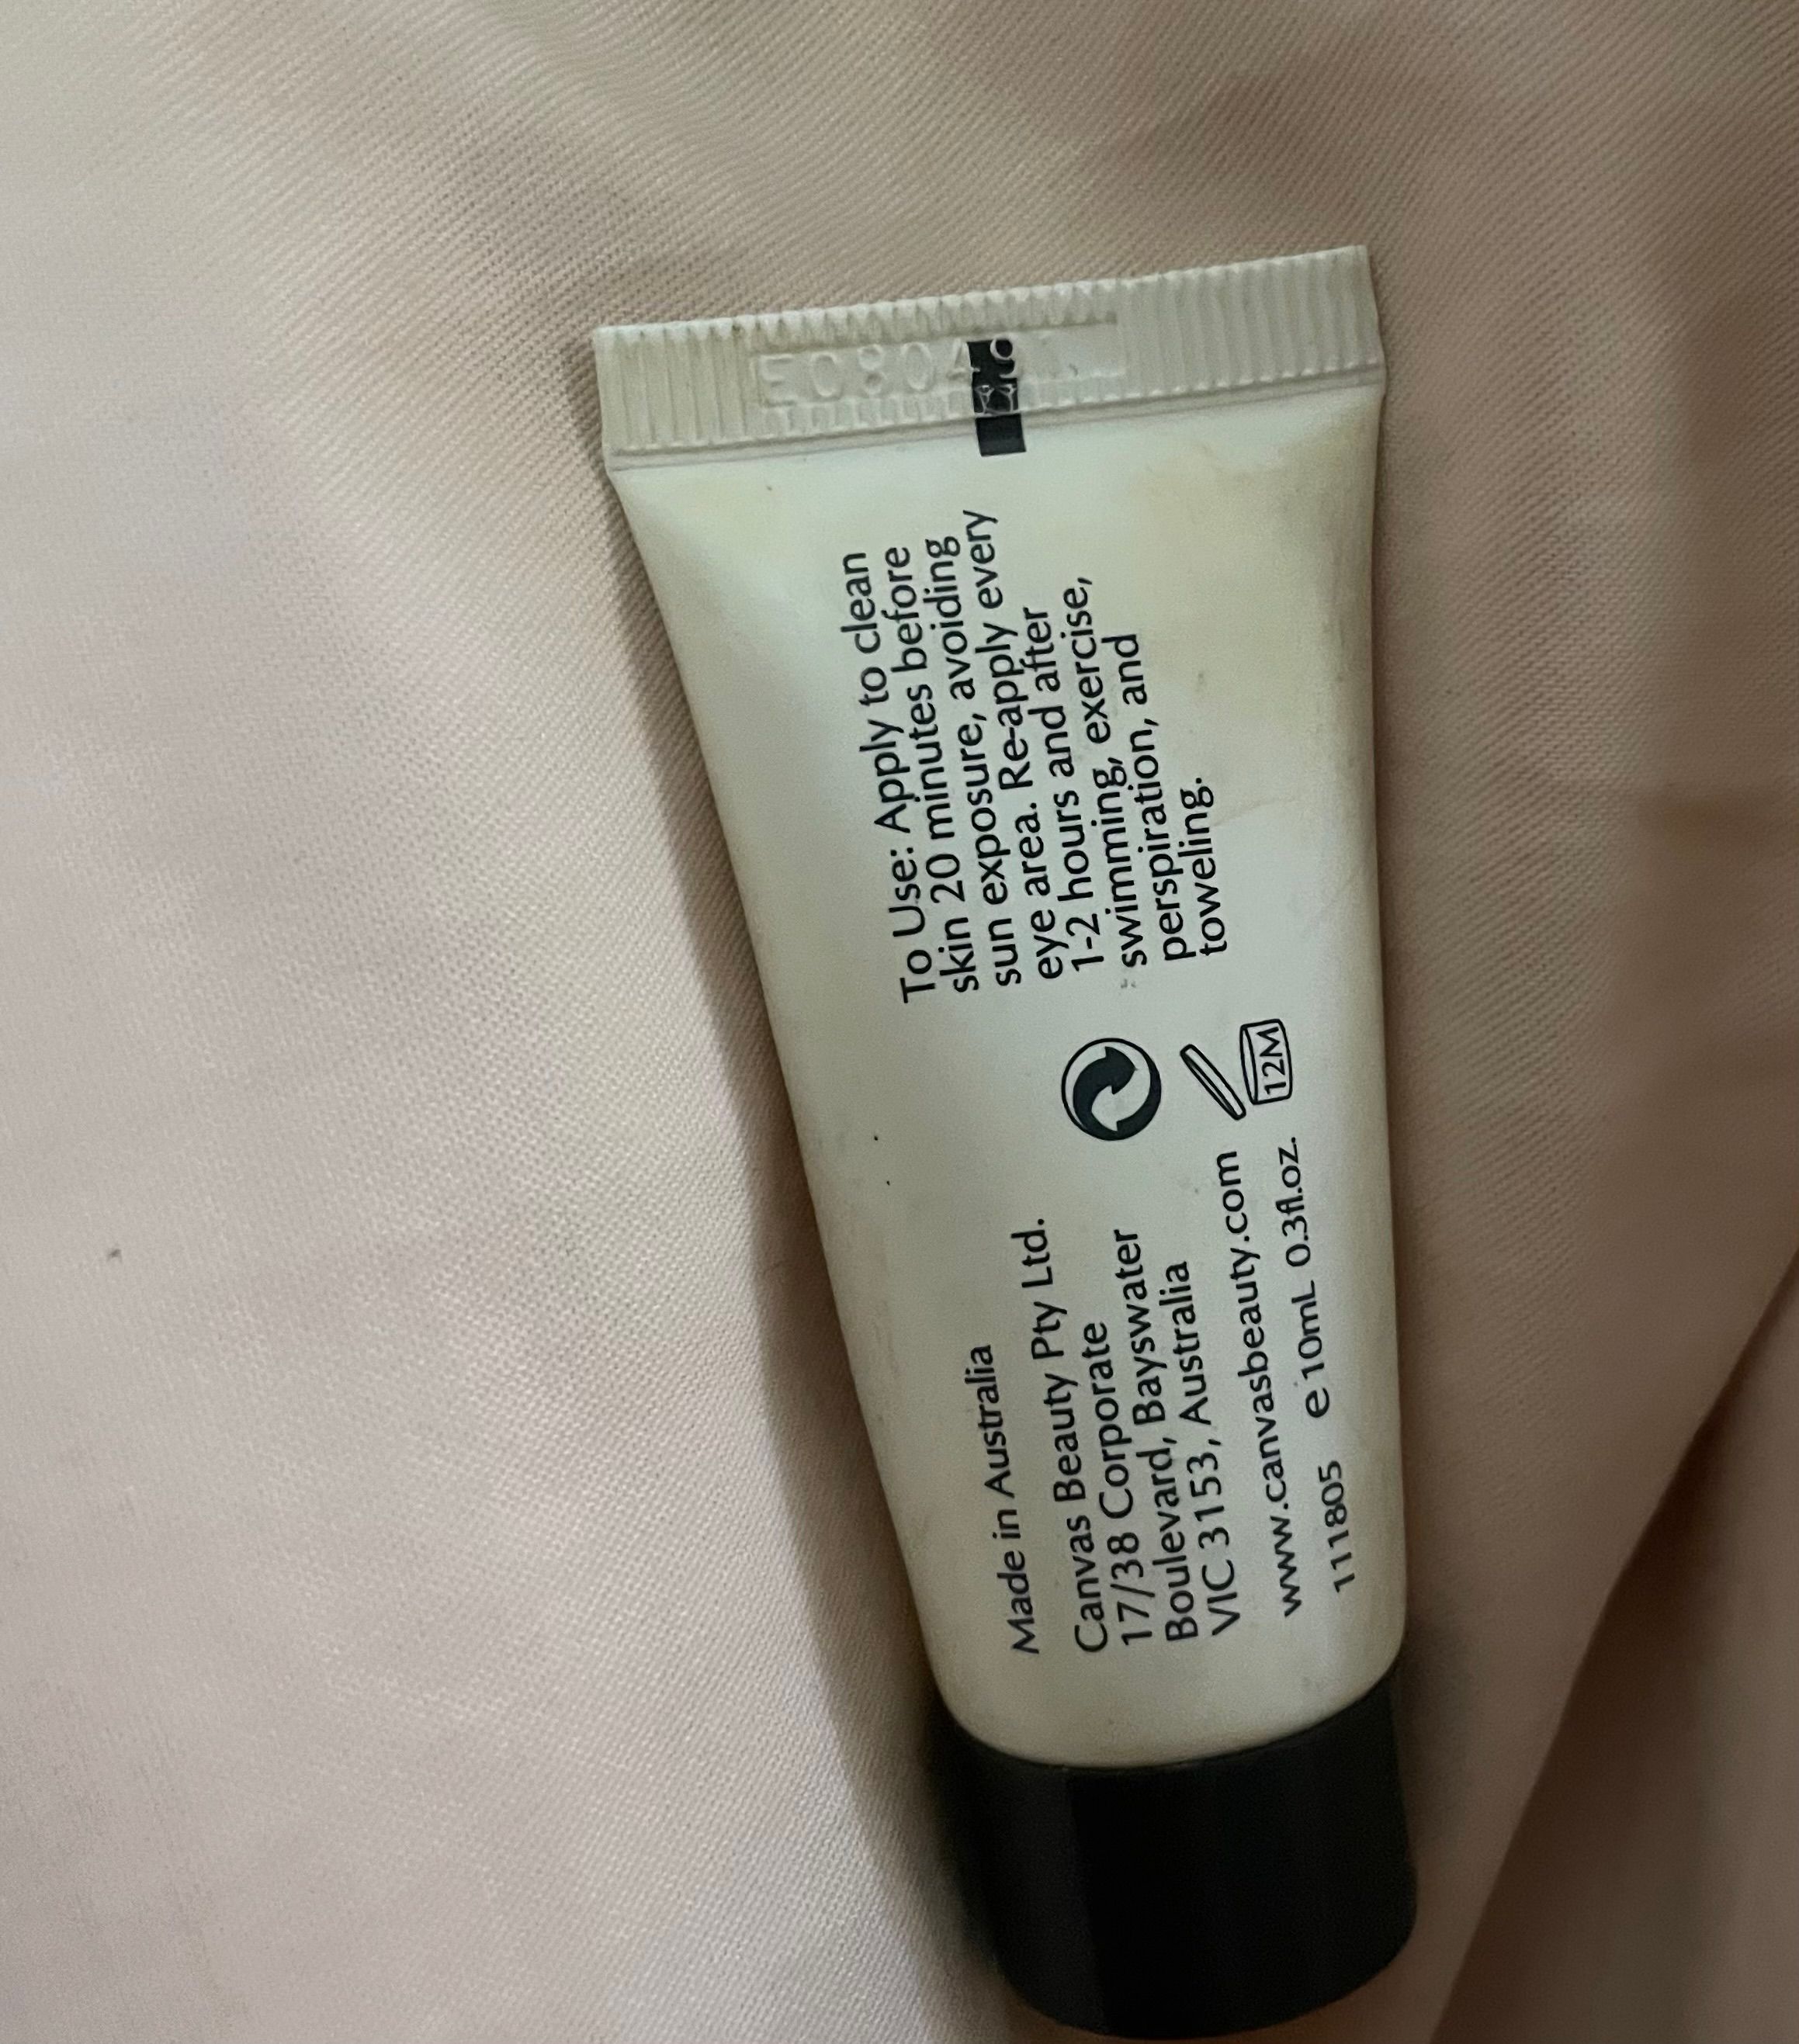 To Use: Apply to clean
skin 20 minutes before
sun exposure, avoiding
eye area. Re-apply every
1-2 hours and after
swimming, exercise,
perspiration, and
toweling.
12M
Made in Australia
Canvas Beauty Pty Ltd.
17/38 Corporate
Boulevard, Bayswater
VIC 3153, Australia
www.canvasbeauty.com
111805 e 10mL 0.3fl.oz.